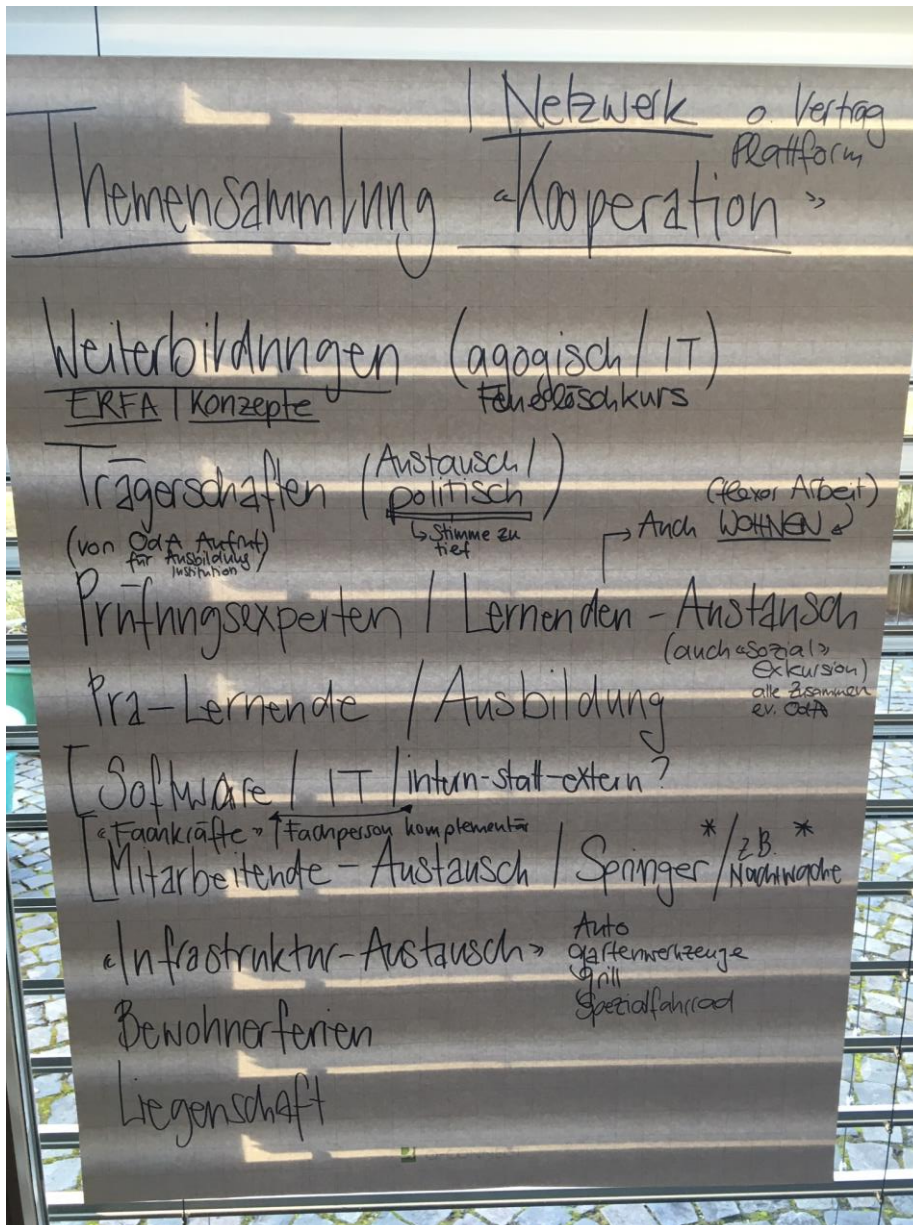 | Netzwerk o. Vertrag
Plattform
Themensammlung «Kooperation»
Weiterbildungen (agogisch / IT)
ERFA / Konzepte Feuerlöschkurs
Trägerschaften (Austausch /
politisch)
(von OdA Aufruf)
für Ausbildung
Institution
↳ Stimme zu
tief
(flexor Arbeit)
→ Auch WOHNEN
Prüfungsexperten / Lernenden - Austausch
(auch «Sozial»
Exkursion)
alle zusammen
ev. OdA
Prä-Lernende / Ausbildung
[Software / IT / intern-statt-extern?
«Fachkräfte» / Fachperson komplementär
[Mitarbeitende - Austausch / Springer* / z.B. *
Nachtwache
«Infrastruktur-Austausch»
Auto
Gartenwerkzeuge
Grill
Spezialfahrrad
Bewohnerferien
Liegenschaft